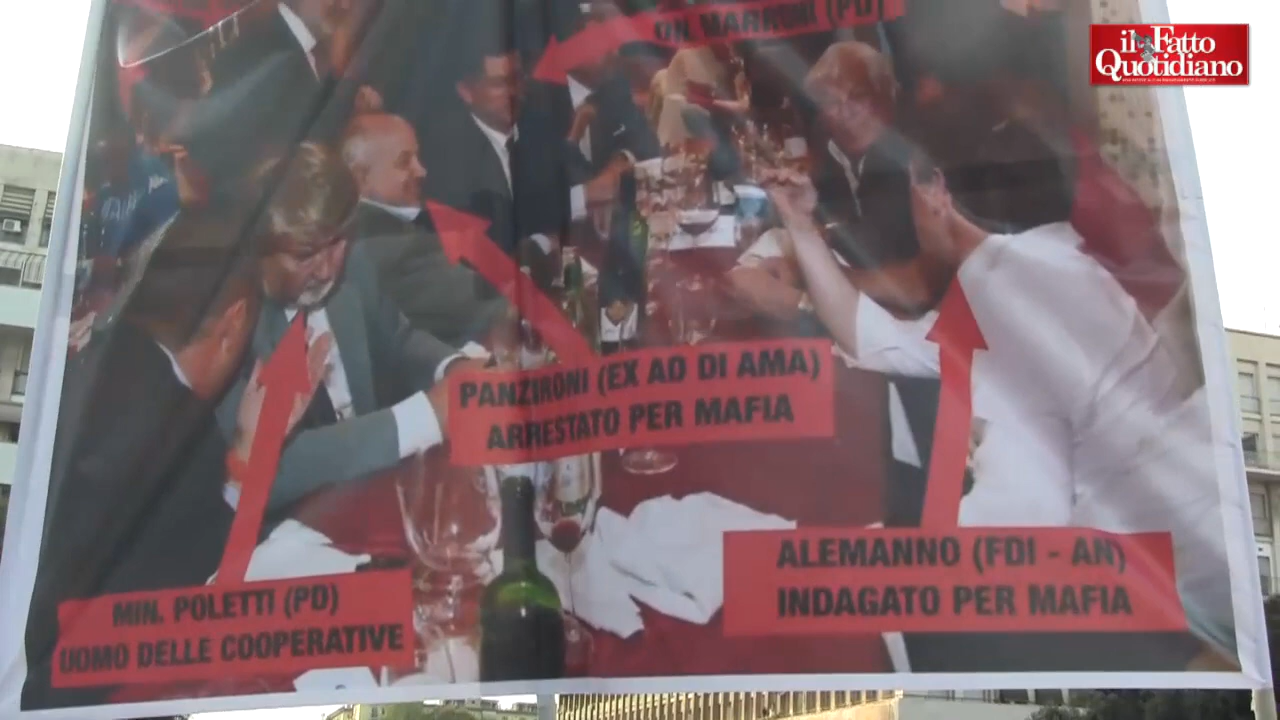 ON. MARRONI (PD)
il Fatto
Quotidiano
PANZIRONI (EX AD DI AMA)
ARRESTATO PER MAFIA
ALEMANNO (FDI - AN)
INDAGATO PER MAFIA
MIN. POLETTI (PD)
UOMO DELLE COOPERATIVE